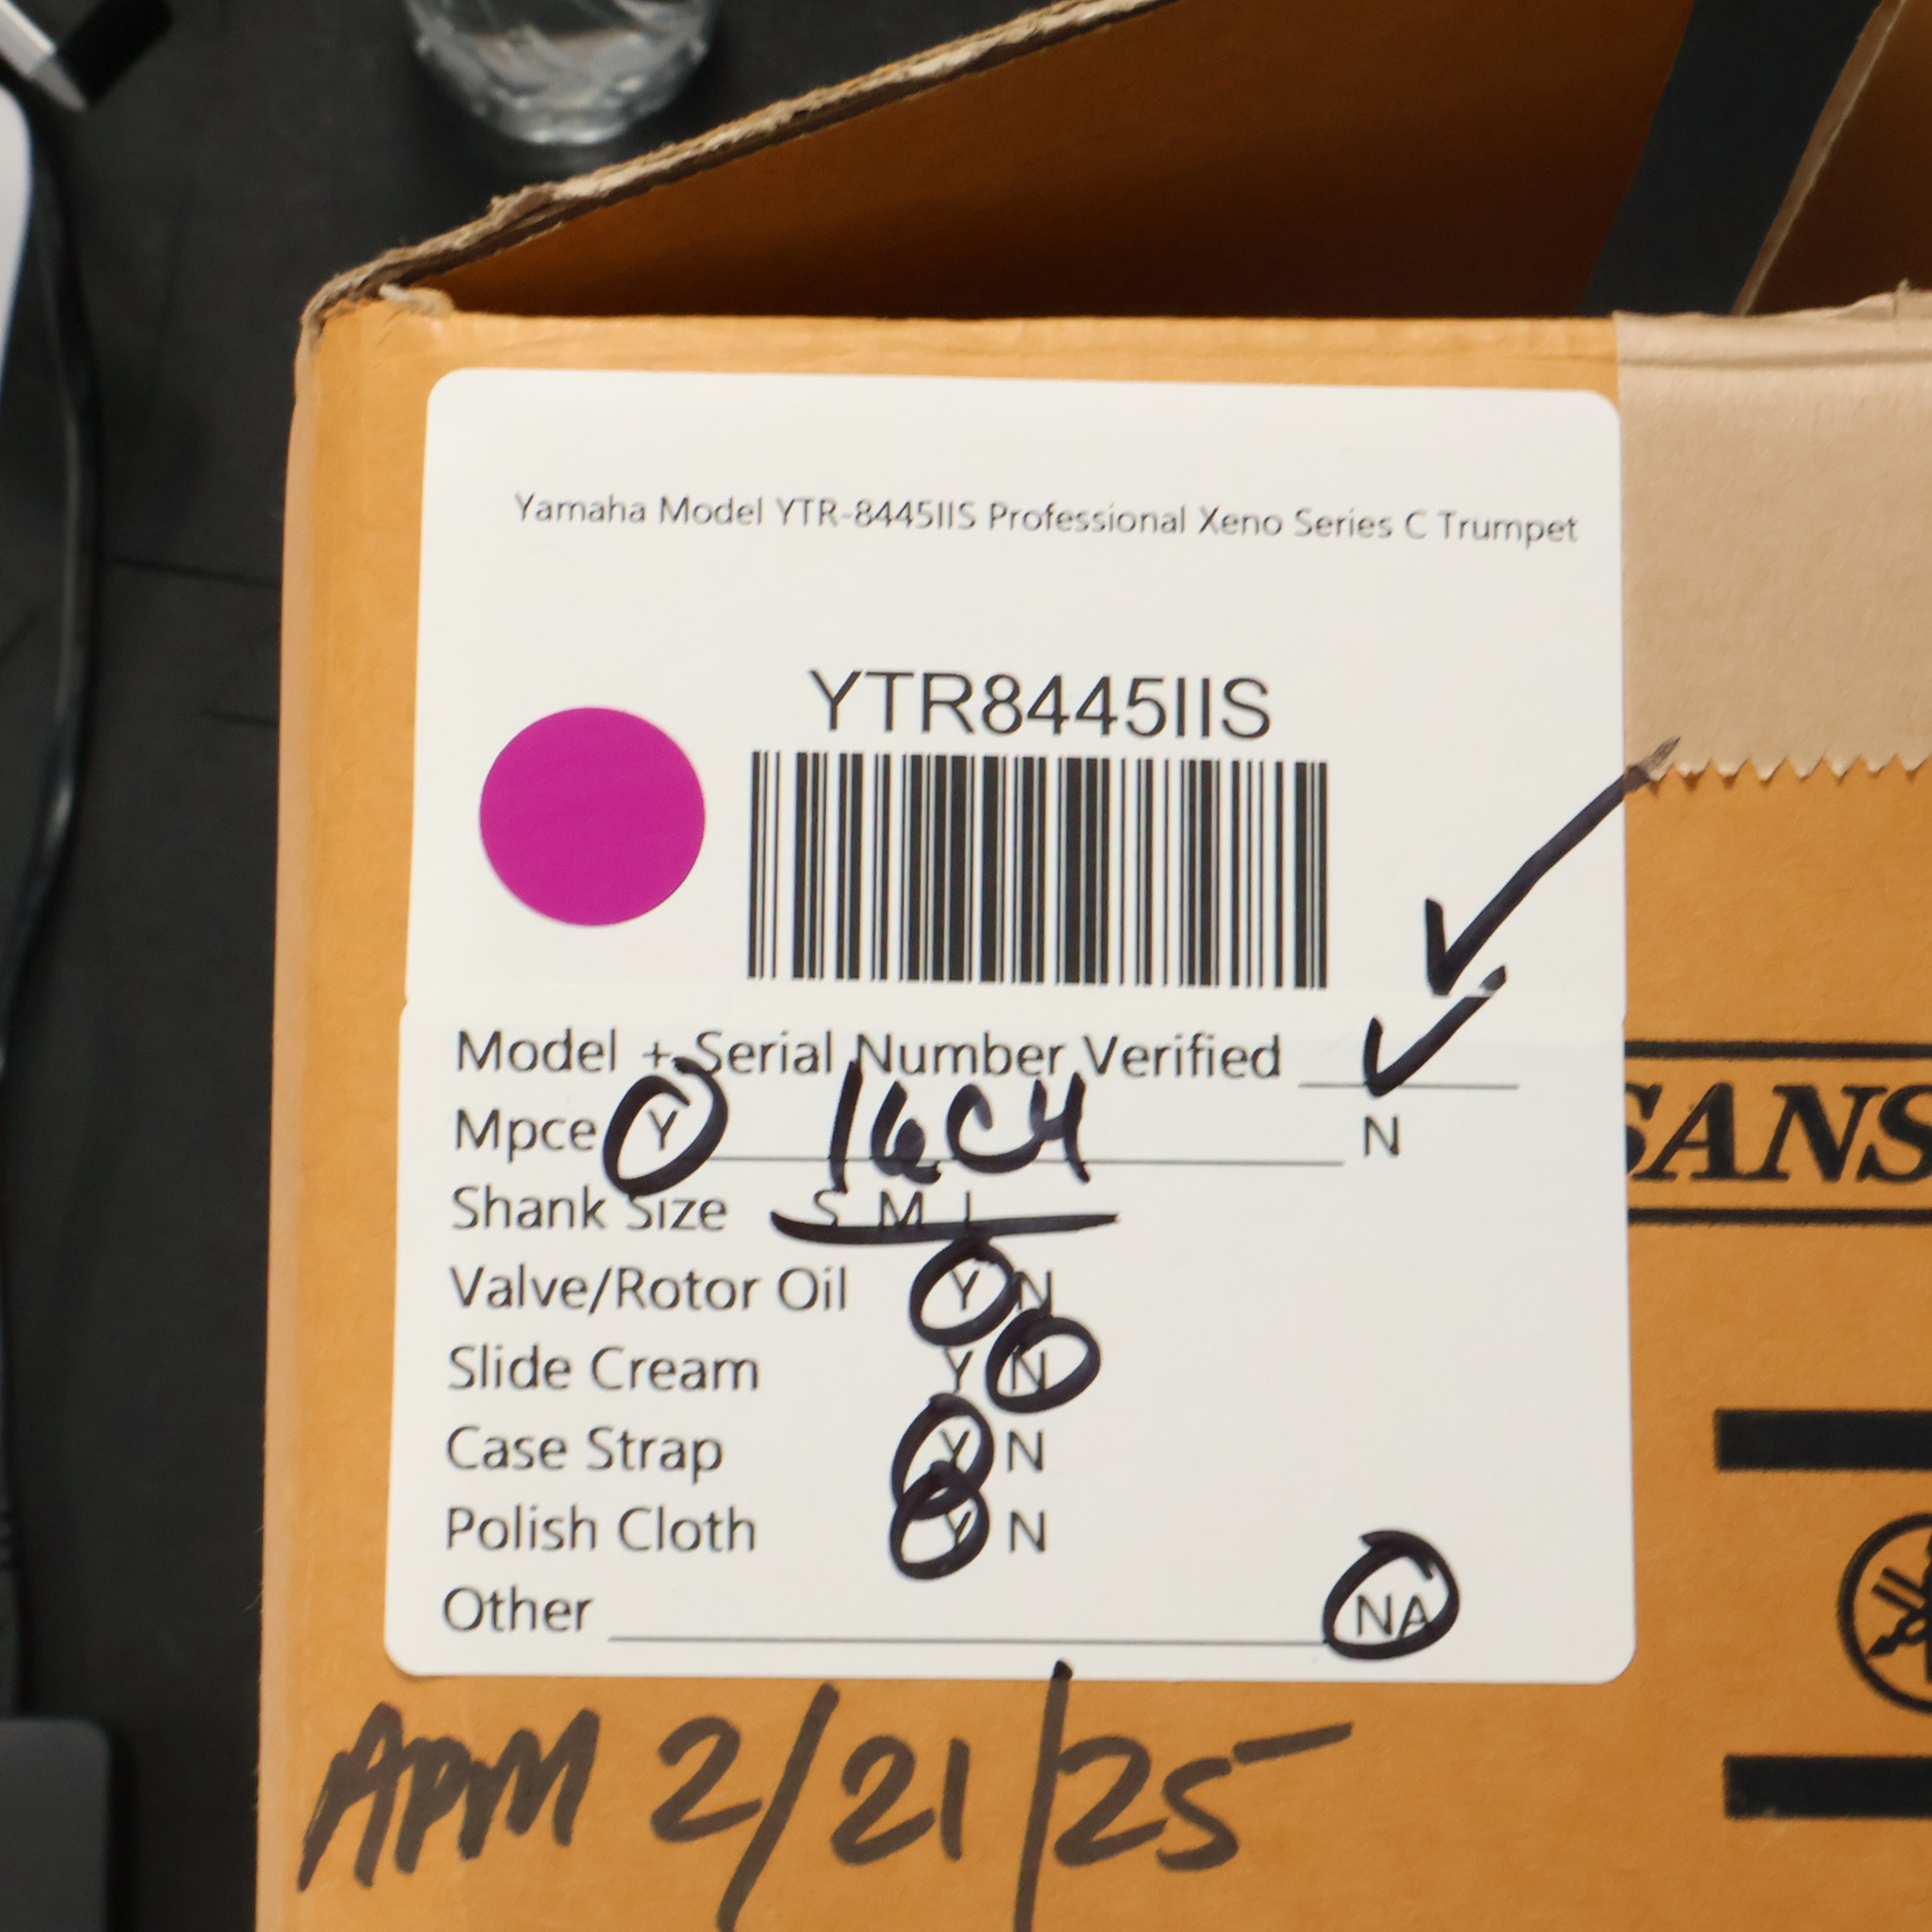 Yamaha Model YTR-8445IIS Professional Xeno Series C Trumpet
YTR8445IIS
Model + Serial Number Verified ✓
Mpce Y 16C4 N
Shank Size S M L
Valve/Rotor Oil Y N
Slide Cream Y N
Case Strap Y N
Polish Cloth Y N
Other NA
SANS
APM 2/21/25